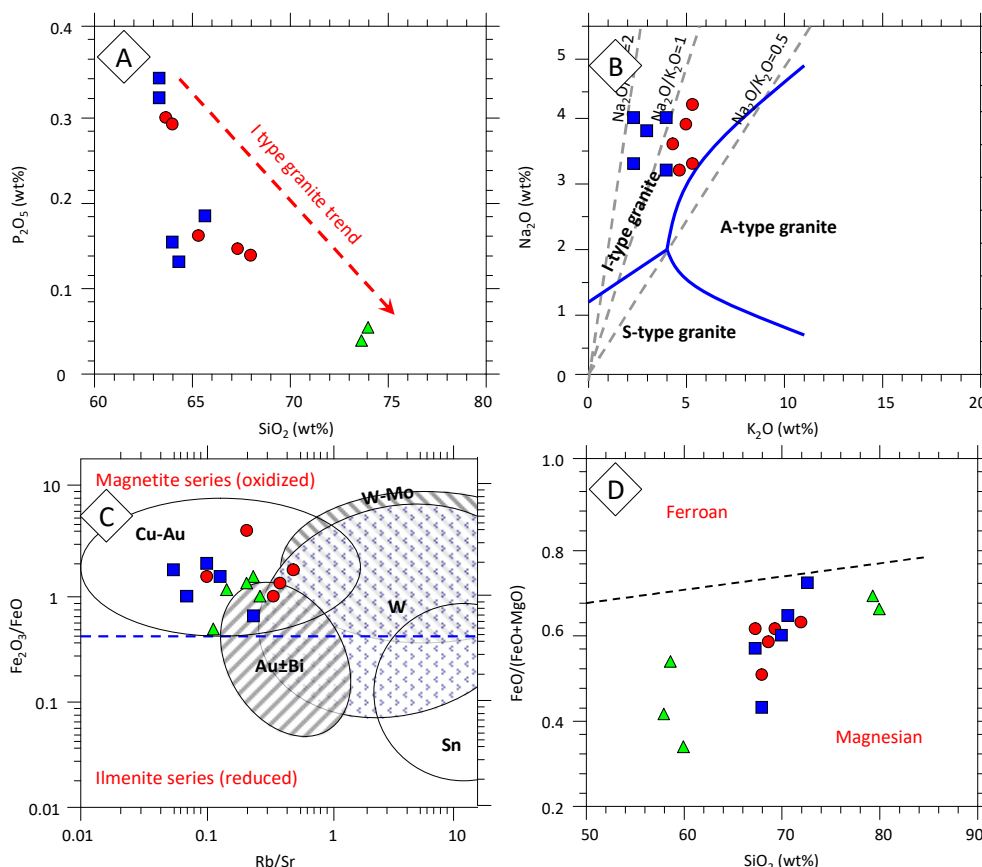 A
0.4
0.3
0.2
0.1
0
P₂O₅ (wt%)
I type granite trend
60
65
70
75
80
SiO₂ (wt%)
B
5
4
3
2
1
0
Na₂O (wt%)
Na₂O/K₂O=1
Na₂O/K₂O=0.5
I-type granite
A-type granite
S-type granite
0
5
10
15
20
K₂O (wt%)
Magnetite series (oxidized)
C
10
1
0.1
0.01
Fe₂O₃/FeO
W-Mo
Cu-Au
W
Au±Bi
Sn
Ilmenite series (reduced)
0.01
0.1
1
10
Rb/Sr
D
1.0
0.8
0.6
0.4
0.2
FeO/(FeO+MgO)
Ferroan
Magnesian
50
60
70
80
90